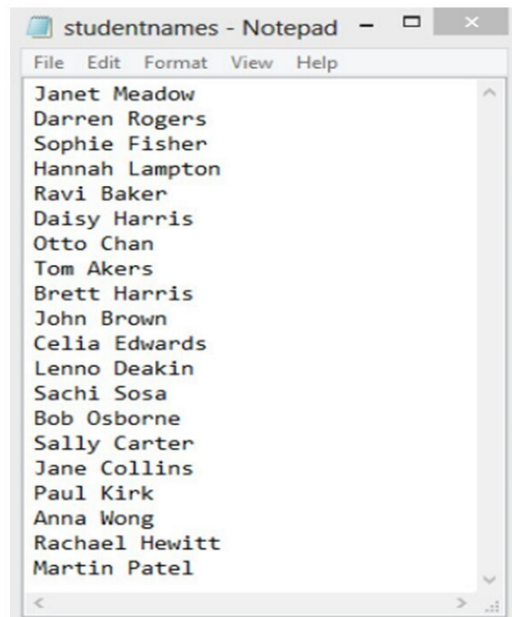 studentnames - Notepad
File Edit Format View Help
Janet Meadow
Darren Rogers
Sophie Fisher
Hannah Lampton
Ravi Baker
Daisy Harris
Otto Chan
Tom Akers
Brett Harris
John Brown
Celia Edwards
Lenno Deakin
Sachi Sosa
Bob Osborne
Sally Carter
Jane Collins
Paul Kirk
Anna Wong
Rachael Hewitt
Martin Patel